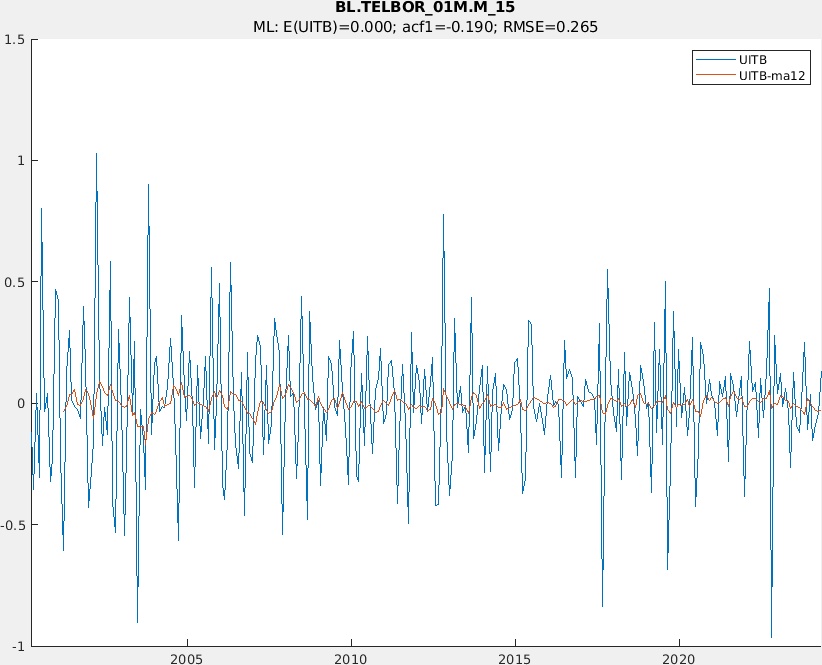 BL.TELBOR_01M.M_15
ML: E(UITB)=0.000; acf1=-0.190; RMSE=0.265
1.5
UITB
UITB-ma12
1
0.5
0
-0.5
-1
2005 2010 2015 2020